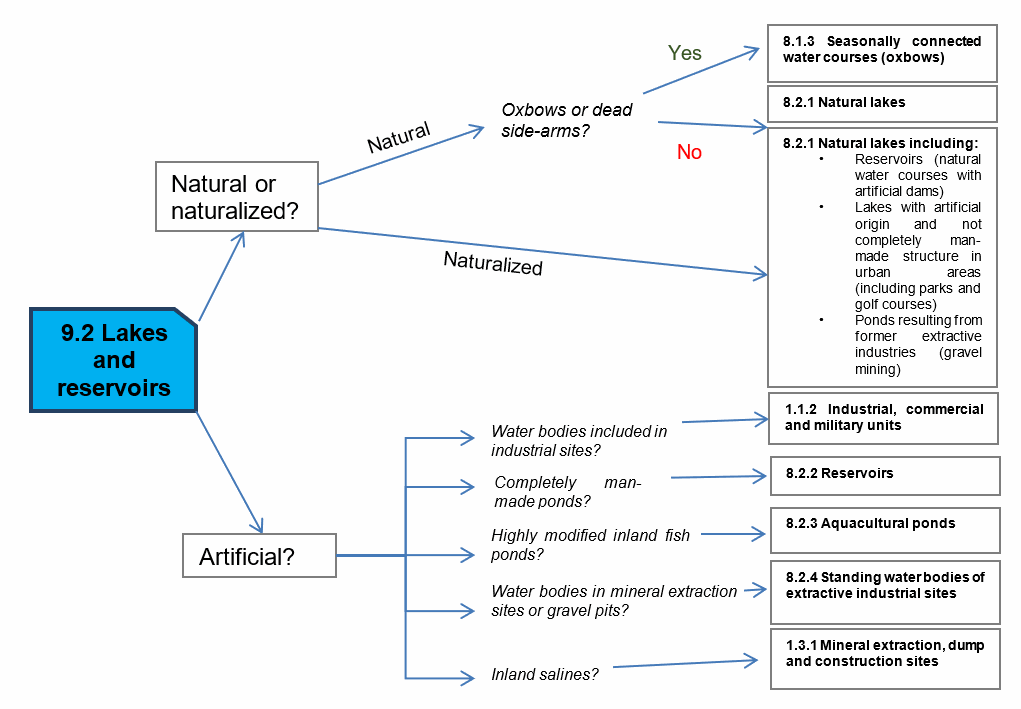 8.1.3 Seasonally connected
water courses (oxbows)
Yes
Oxbows or dead
side-arms?
8.2.1 Natural lakes
Natural
No
8.2.1 Natural lakes including:
• Reservoirs (natural
water courses with
artificial dams)
• Lakes with artificial
origin and not
completely man-
made structure in
urban areas
(including parks and
golf courses)
• Ponds resulting from
former extractive
industries (gravel
mining)
Natural or
naturalized?
Naturalized
9.2 Lakes
and
reservoirs
Artificial?
Water bodies included in
industrial sites?
1.1.2 Industrial, commercial
and military units
Completely man-
made ponds?
8.2.2 Reservoirs
Highly modified inland fish
ponds?
8.2.3 Aquacultural ponds
Water bodies in mineral extraction
sites or gravel pits?
8.2.4 Standing water bodies of
extractive industrial sites
Inland salines?
1.3.1 Mineral extraction, dump
and construction sites